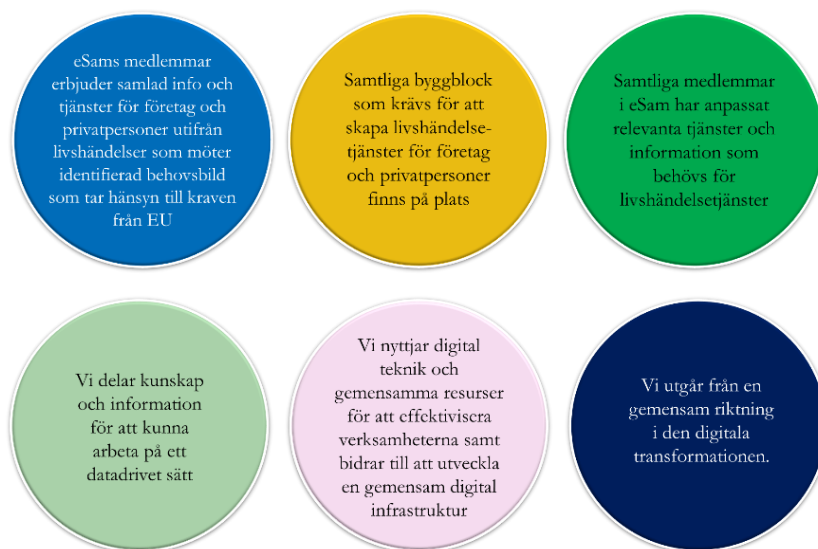 eSams medlemmar
erbjuder samlad info och
tjänster för företag och
privatpersoner utifrån
livshändelser som möter
identifierad behovsbild
som tar hänsyn till kraven
från EU
Samtliga byggblock
som krävs för att
skapa livshändelse-
tjänster för företag
och privatpersoner
finns på plats
Samtliga medlemmar
i eSam har anpassat
relevanta tjänster och
information som
behövs för
livshändelsetjänster
Vi delar kunskap
och information
för att kunna
arbeta på ett
datadrivet sätt
Vi nyttjar digital
teknik och
gemensamma resurser
för att effektivisera
verksamheterna samt
bidrar till att utveckla
en gemensam digital
infrastruktur
Vi utgår från en
gemensam riktning
i den digitala
transformationen.